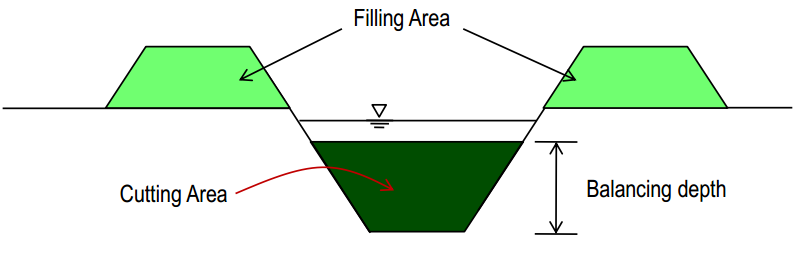 Filling Area
Cutting Area
Balancing depth